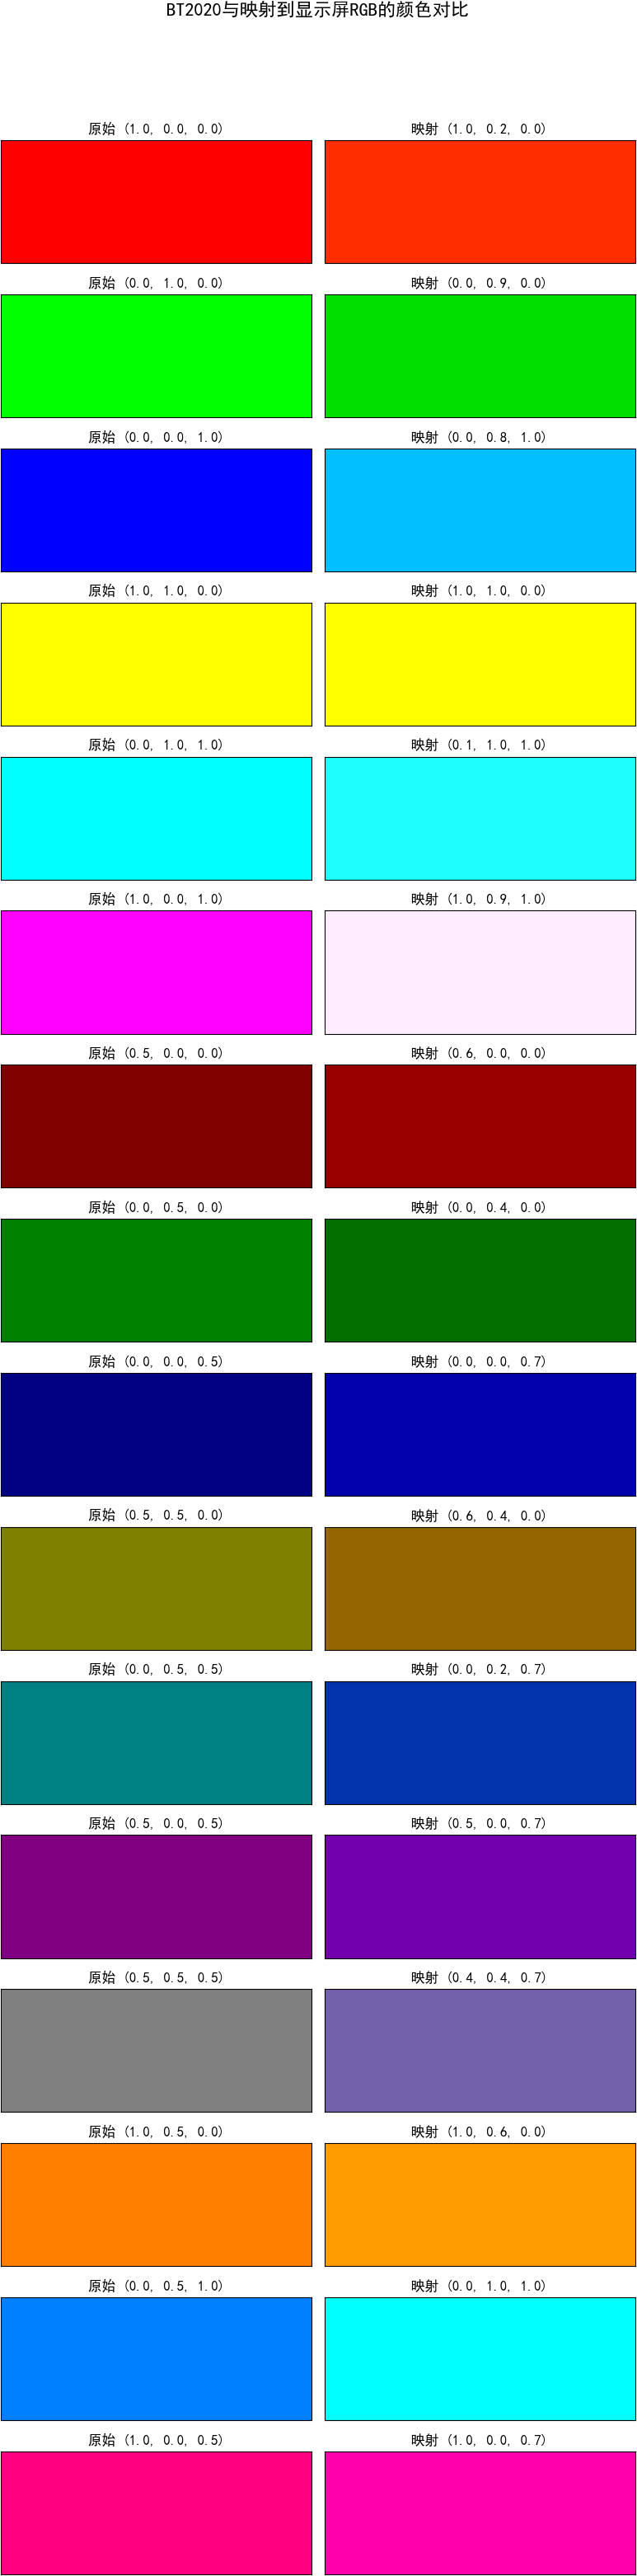 BT2020与映射到显示屏RGB的颜色对比
原始 (1.0, 0.0, 0.0) 映射 (1.0, 0.2, 0.0)
原始 (0.0, 1.0, 0.0) 映射 (0.0, 0.9, 0.0)
原始 (0.0, 0.0, 1.0) 映射 (0.0, 0.8, 1.0)
原始 (1.0, 1.0, 0.0) 映射 (1.0, 1.0, 0.0)
原始 (0.0, 1.0, 1.0) 映射 (0.1, 1.0, 1.0)
原始 (1.0, 0.0, 1.0) 映射 (1.0, 0.9, 1.0)
原始 (0.5, 0.0, 0.0) 映射 (0.6, 0.0, 0.0)
原始 (0.0, 0.5, 0.0) 映射 (0.0, 0.4, 0.0)
原始 (0.0, 0.0, 0.5) 映射 (0.0, 0.0, 0.7)
原始 (0.5, 0.5, 0.0) 映射 (0.6, 0.4, 0.0)
原始 (0.0, 0.5, 0.5) 映射 (0.0, 0.2, 0.7)
原始 (0.5, 0.0, 0.5) 映射 (0.5, 0.0, 0.7)
原始 (0.5, 0.5, 0.5) 映射 (0.4, 0.4, 0.7)
原始 (1.0, 0.5, 0.0) 映射 (1.0, 0.6, 0.0)
原始 (0.0, 0.5, 1.0) 映射 (0.0, 1.0, 1.0)
原始 (1.0, 0.0, 0.5) 映射 (1.0, 0.0, 0.7)